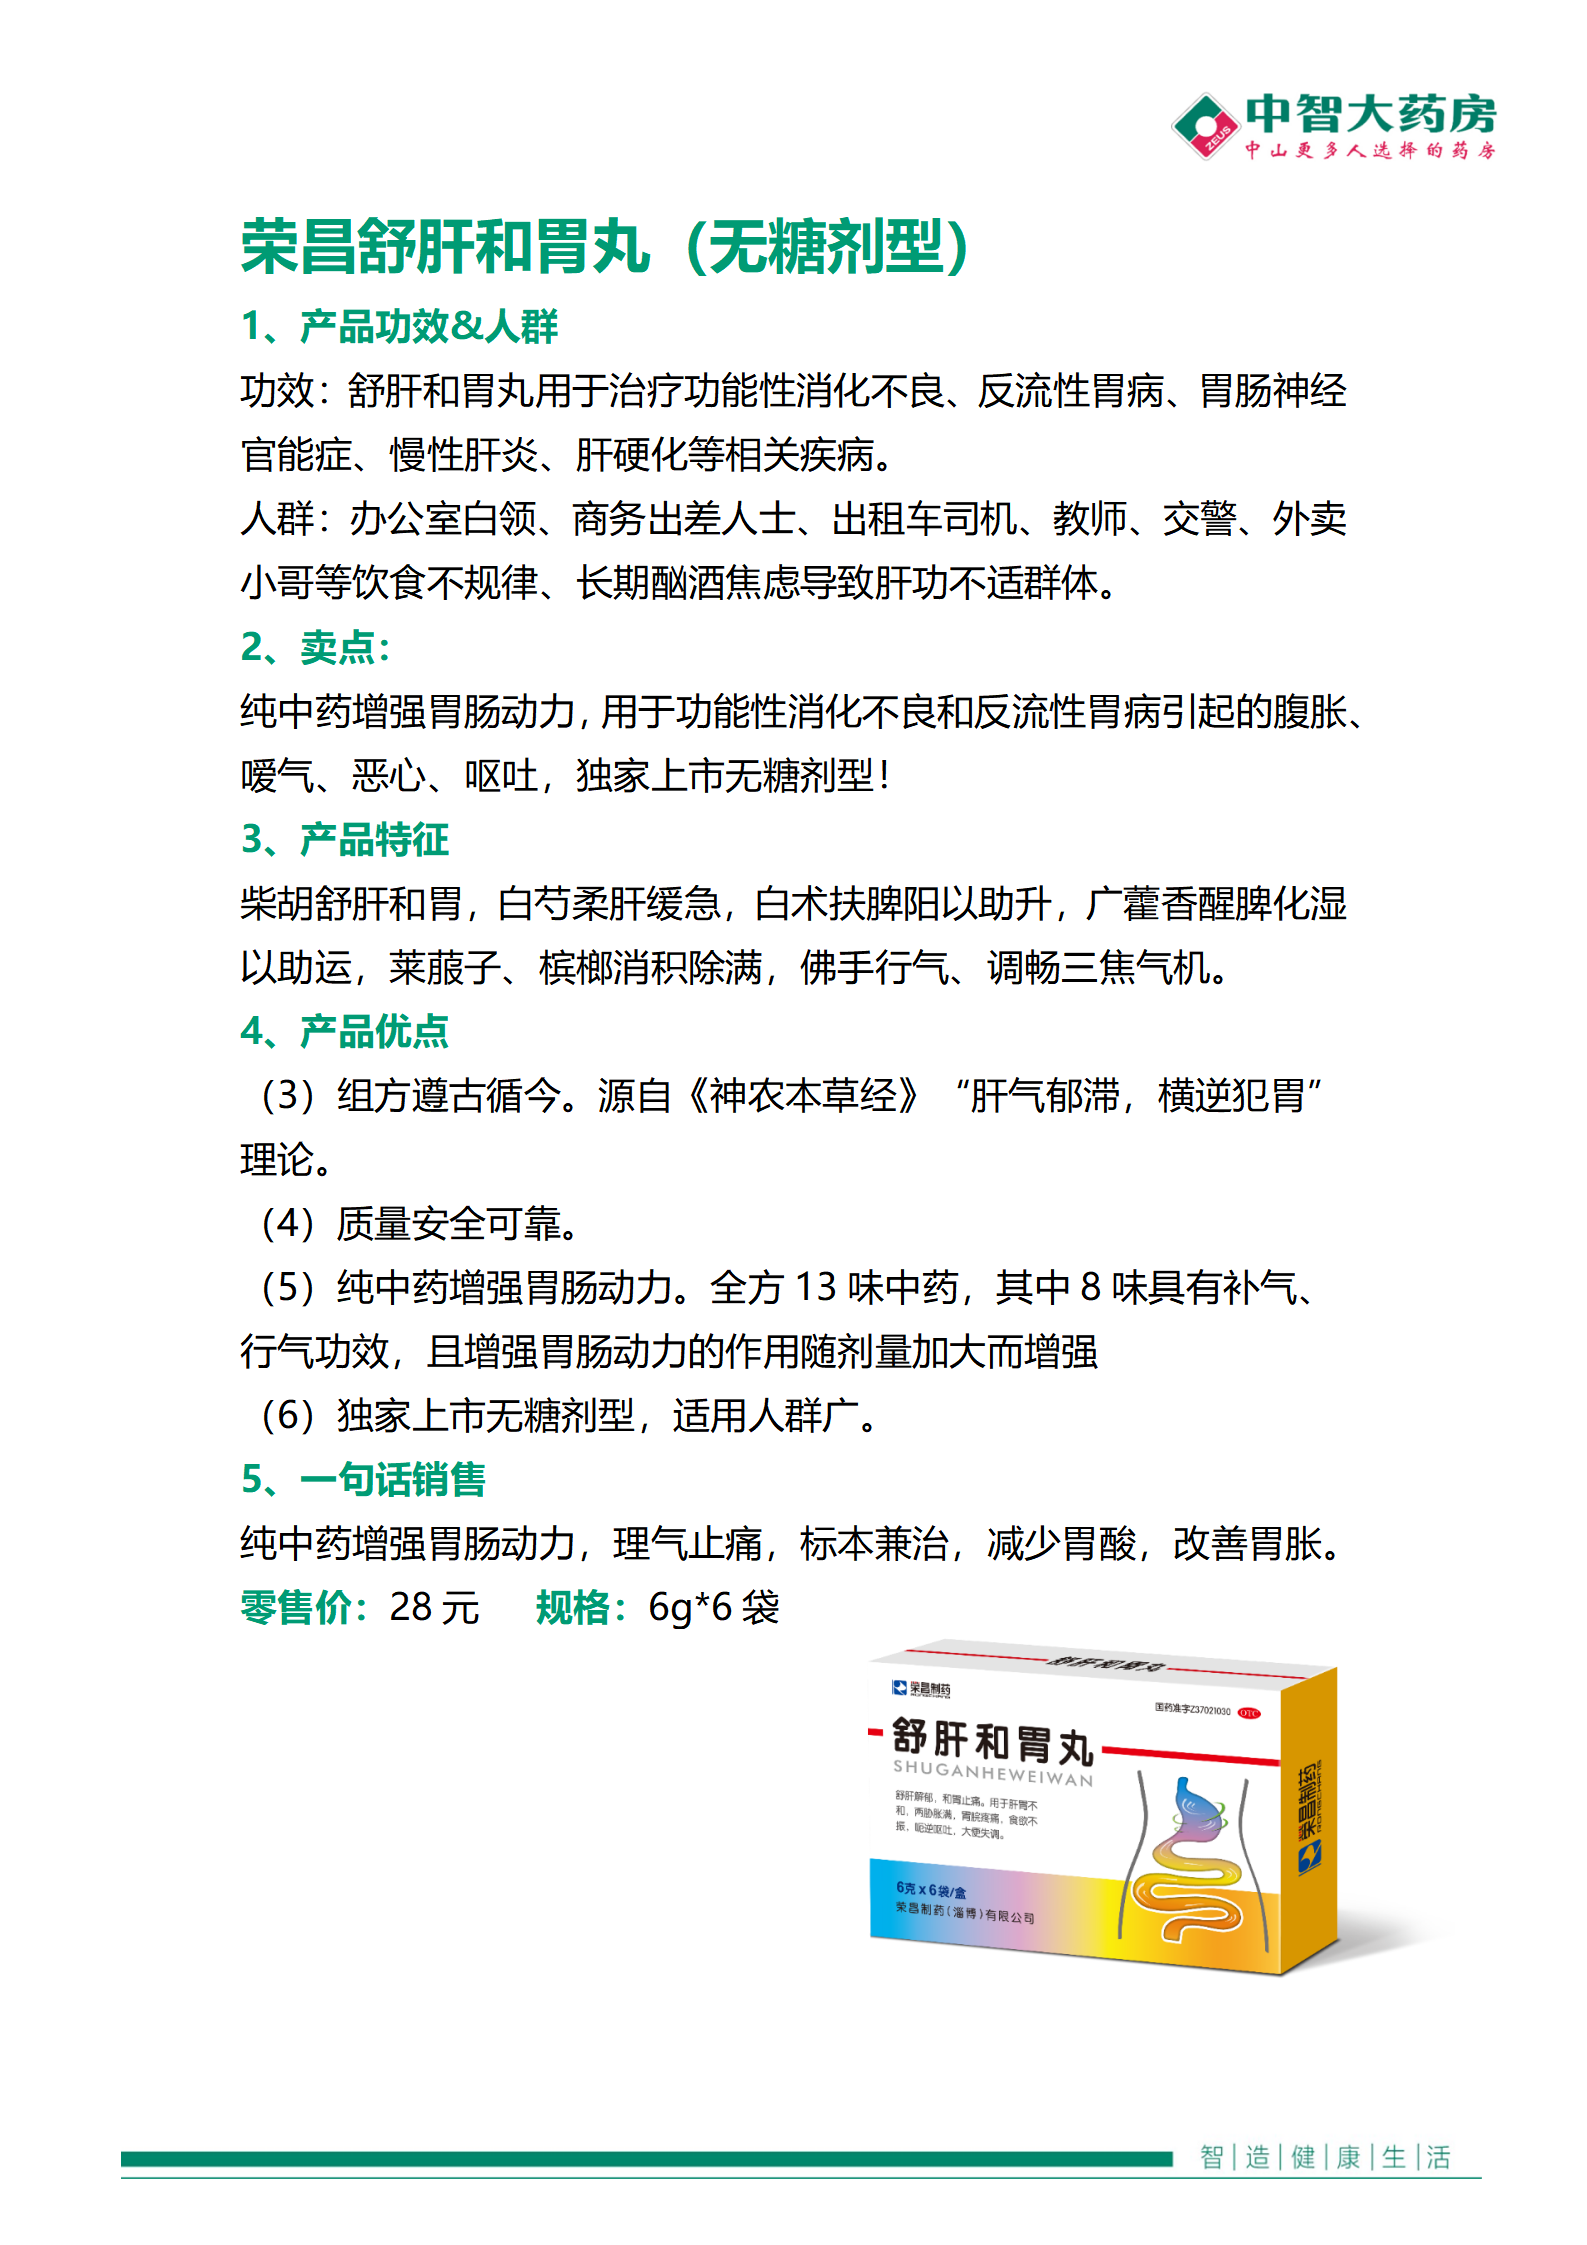 中智大药房
ZEUS
中山更多人选择的药房
荣昌舒肝和胃丸（无糖剂型）
1、产品功效&人群
功效：舒肝和胃丸用于治疗功能性消化不良、反流性胃病、胃肠神经
官能症、慢性肝炎、肝硬化等相关疾病。
人群：办公室白领、商务出差人士、出租车司机、教师、交警、外卖
小哥等饮食不规律、长期酗酒焦虑导致肝功不适群体。
2、卖点：
纯中药增强胃肠动力，用于功能性消化不良和反流性胃病引起的腹胀、
嗳气、恶心、呕吐，独家上市无糖剂型！
3、产品特征
柴胡舒肝和胃，白芍柔肝缓急，白术扶脾阳以助升，广藿香醒脾化湿
以助运，莱菔子、槟榔消积除满，佛手行气、调畅三焦气机。
4、产品优点
（3）组方遵古循今。源自《神农本草经》“肝气郁滞，横逆犯胃”
理论。
（4）质量安全可靠。
（5）纯中药增强胃肠动力。全方 13 味中药，其中 8 味具有补气、
行气功效，且增强胃肠动力的作用随剂量加大而增强
（6）独家上市无糖剂型，适用人群广。
5、一句话销售
纯中药增强胃肠动力，理气止痛，标本兼治，减少胃酸，改善胃胀。
零售价：28 元 规格：6g*6 袋
舒肝和胃丸
荣昌制药
RONGCHANG
国药准字Z37021030 OTC
舒肝和胃丸
SHUGANHEWEIWAN
舒肝解郁，和胃止痛。用于肝胃不
和，两胁胀满，胃脘疼痛，食欲不
振，呃逆呕吐，大便失调。
6克 x 6袋/盒
荣昌制药（淄博）有限公司
荣昌制药
RONGCHANG
智|造|健|康|生|活